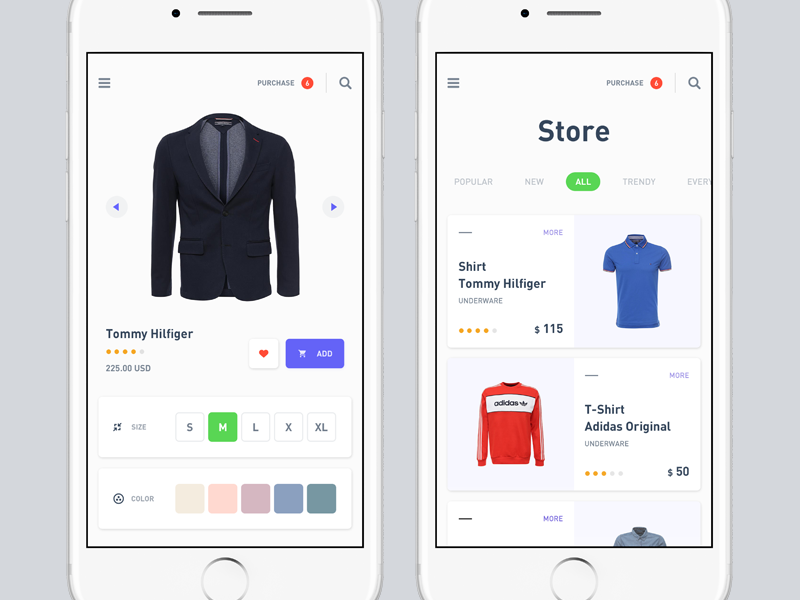 PURCHASE 6
Tommy Hilfiger
225.00 USD
ADD
SIZE
S M L X XL
COLOR
PURCHASE 6
Store
POPULAR NEW ALL TRENDY EVERY
MORE
Shirt
Tommy Hilfiger
UNDERWARE
$ 115
adidas
MORE
T-Shirt
Adidas Original
UNDERWARE
$ 50
MORE